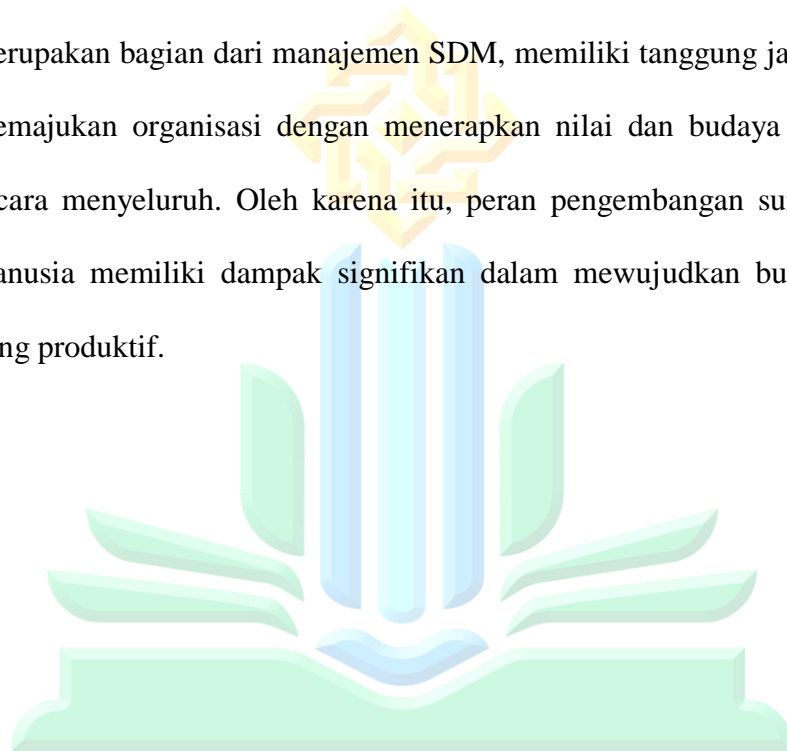 erupakan bagian dari manajemen SDM, memiliki tanggung ja
emajukan organisasi dengan menerapkan nilai dan budaya
cara menyeluruh. Oleh karena itu, peran pengembangan su
anusia memiliki dampak signifikan dalam mewujudkan bu
ng produktif.